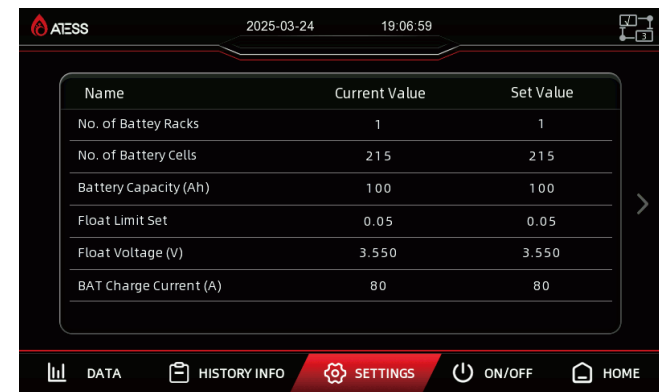 ATESS 2025-03-24 19:06:59
3
Name Current Value Set Value
No. of Battey Racks 1 1
No. of Battery Cells 215 215
Battery Capacity (Ah) 100 100
Float Limit Set 0.05 0.05
Float Voltage (V) 3.550 3.550
BAT Charge Current (A) 80 80
DATA HISTORY INFO SETTINGS ON/OFF HOME